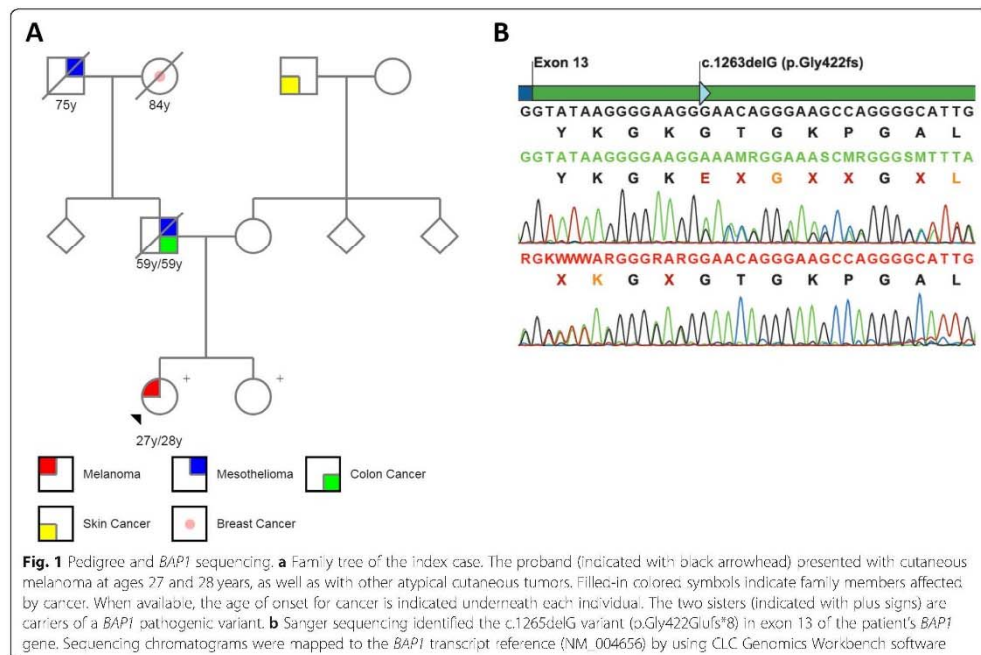 A
B
75y
84y
59y/59y
+
+
27y/28y
Melanoma
Mesothelioma
Colon Cancer
Skin Cancer
Breast Cancer
Exon 13
c.1263delG (p.Gly422fs)
GGTATAAGGGGAAGGGAACAGGGAAGCCAGGGGCATTG
Y K G K G T G K P G A L
GGTATAAGGGGAAGGAAAMRGGAAASCMRGGGSMTTTA
Y K G K E X G X X G X L
RGKWWWARGGGRARGGAACAGGGAAGCCAGGGGCATTG
X K G X G T G K P G A L
Fig. 1 Pedigree and BAP1 sequencing. a Family tree of the index case. The proband (indicated with black arrowhead) presented with cutaneous
melanoma at ages 27 and 28 years, as well as with other atypical cutaneous tumors. Filled-in colored symbols indicate family members affected
by cancer. When available, the age of onset for cancer is indicated underneath each individual. The two sisters (indicated with plus signs) are
carriers of a BAP1 pathogenic variant. b Sanger sequencing identified the c.1265delG variant (p.Gly422Glufs*8) in exon 13 of the patient's BAP1
gene. Sequencing chromatograms were mapped to the BAP1 transcript reference (NM_004656) by using CLC Genomics Workbench software